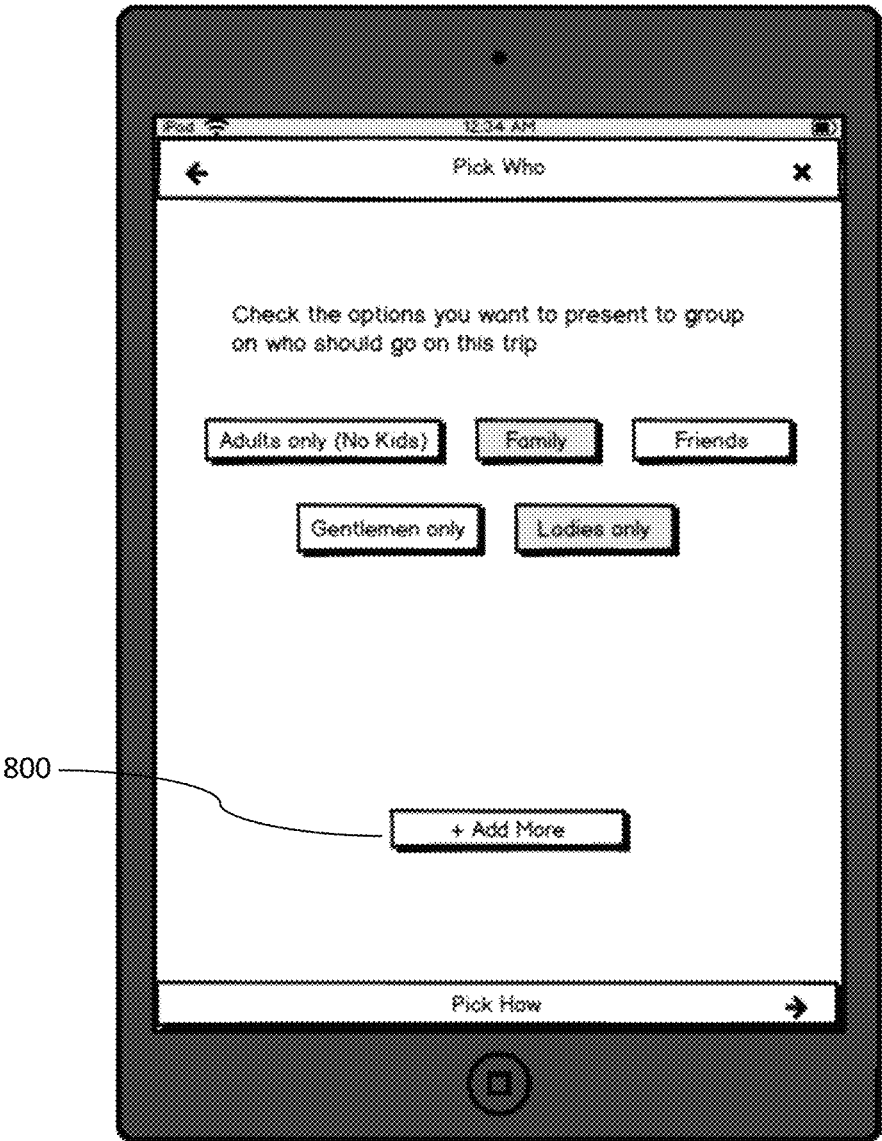 iPod 12:34 AM
Pick Who
Check the options you want to present to group
on who should go on this trip
Adults only (No Kids) Family Friends
Gentlemen only Ladies only
800
+ Add More
Pick How